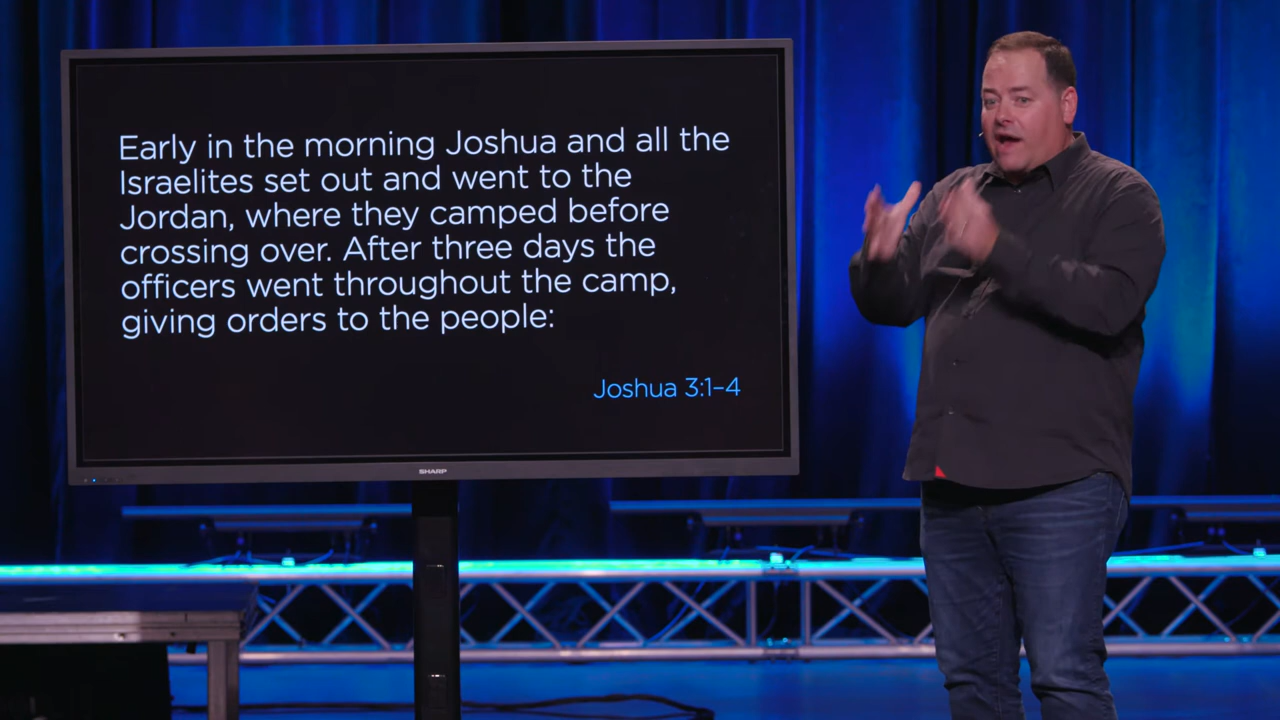 Early in the morning Joshua and all the
Israelites set out and went to the
Jordan, where they camped before
crossing over. After three days the
officers went throughout the camp,
giving orders to the people:
Joshua 3:1–4
SHARP